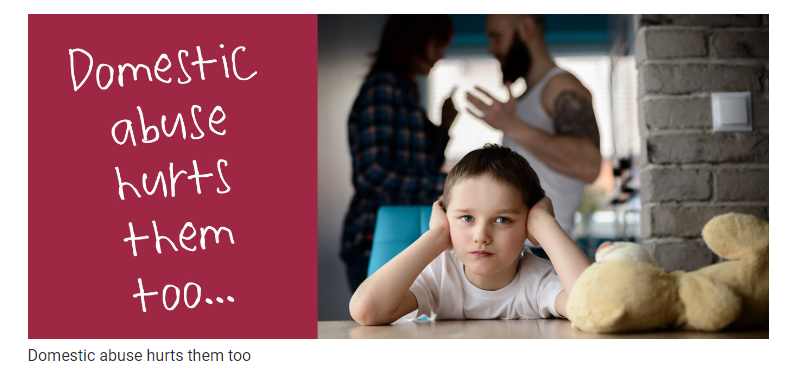 Domestic
abuse
hurts
them
too...
Domestic abuse hurts them too